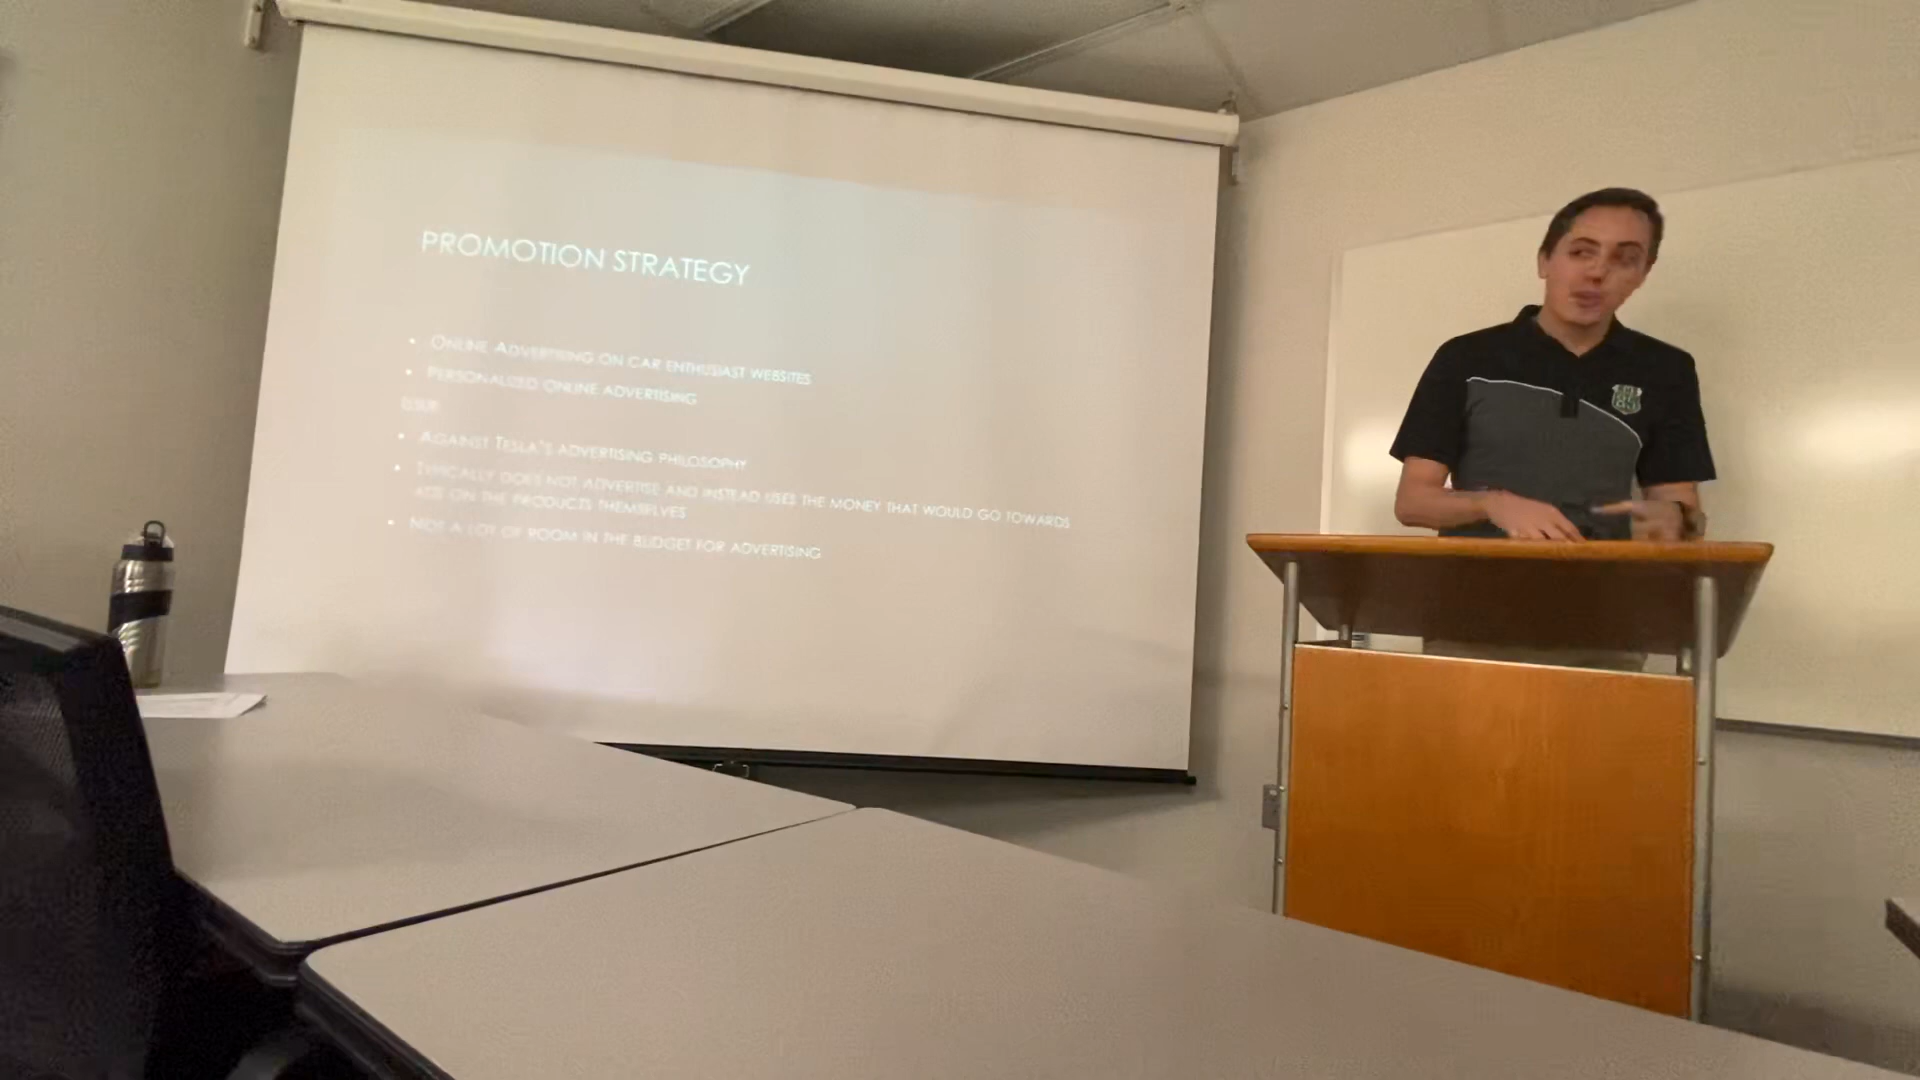 PROMOTION STRATEGY
• ONLINE ADVERTISING ON CAR ENTHUSIAST WEBSITES
• PERSONALIZED ONLINE ADVERTISING
• AGAINST TESLA'S ADVERTISING PHILOSOPHY
• TYPICALLY DOES NOT ADVERTISE AND INSTEAD USES THE MONEY THAT WOULD GO TOWARDS
ADS ON THE PRODUCTS THEMSELVES
• NOT A LOT OF ROOM IN THE BUDGET FOR ADVERTISING